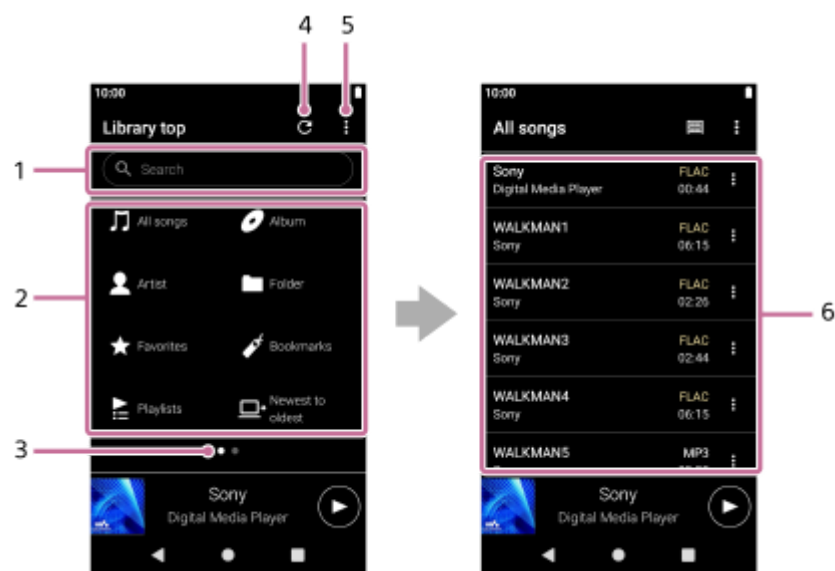 4 5
10:00
Library top
1
Search
2
All songs Album
Artist Folder
Favorites Bookmarks
Playlists Newest to
oldest
3
Sony
Digital Media Player
10:00
All songs
Sony FLAC
Digital Media Player 00:44
WALKMAN1 FLAC
Sony 06:15
WALKMAN2 FLAC
Sony 02:26
6
WALKMAN3 FLAC
Sony 02:44
WALKMAN4 FLAC
Sony 06:15
WALKMAN5 MP3
Sony
Digital Media Player